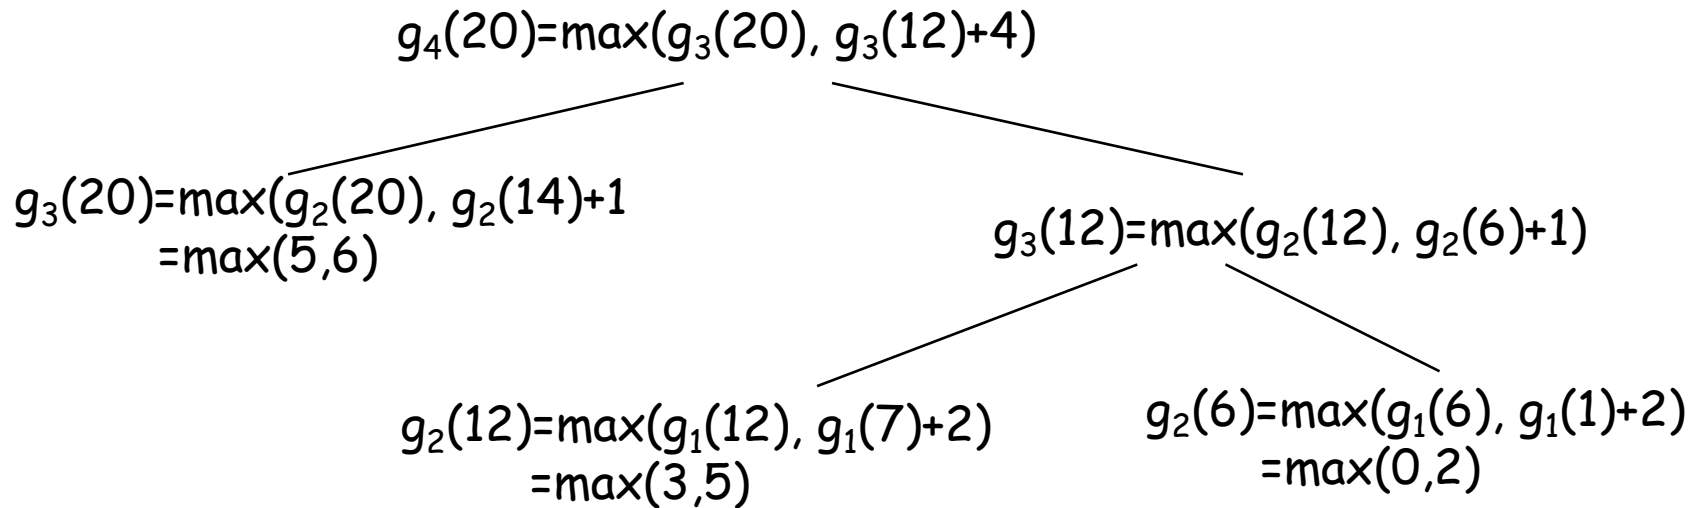 g₄(20)=max(g₃(20), g₃(12)+4)
g₃(20)=max(g₂(20), g₂(14)+1
=max(5,6)
g₃(12)=max(g₂(12), g₂(6)+1)
g₂(12)=max(g₁(12), g₁(7)+2)
=max(3,5)
g₂(6)=max(g₁(6), g₁(1)+2)
=max(0,2)